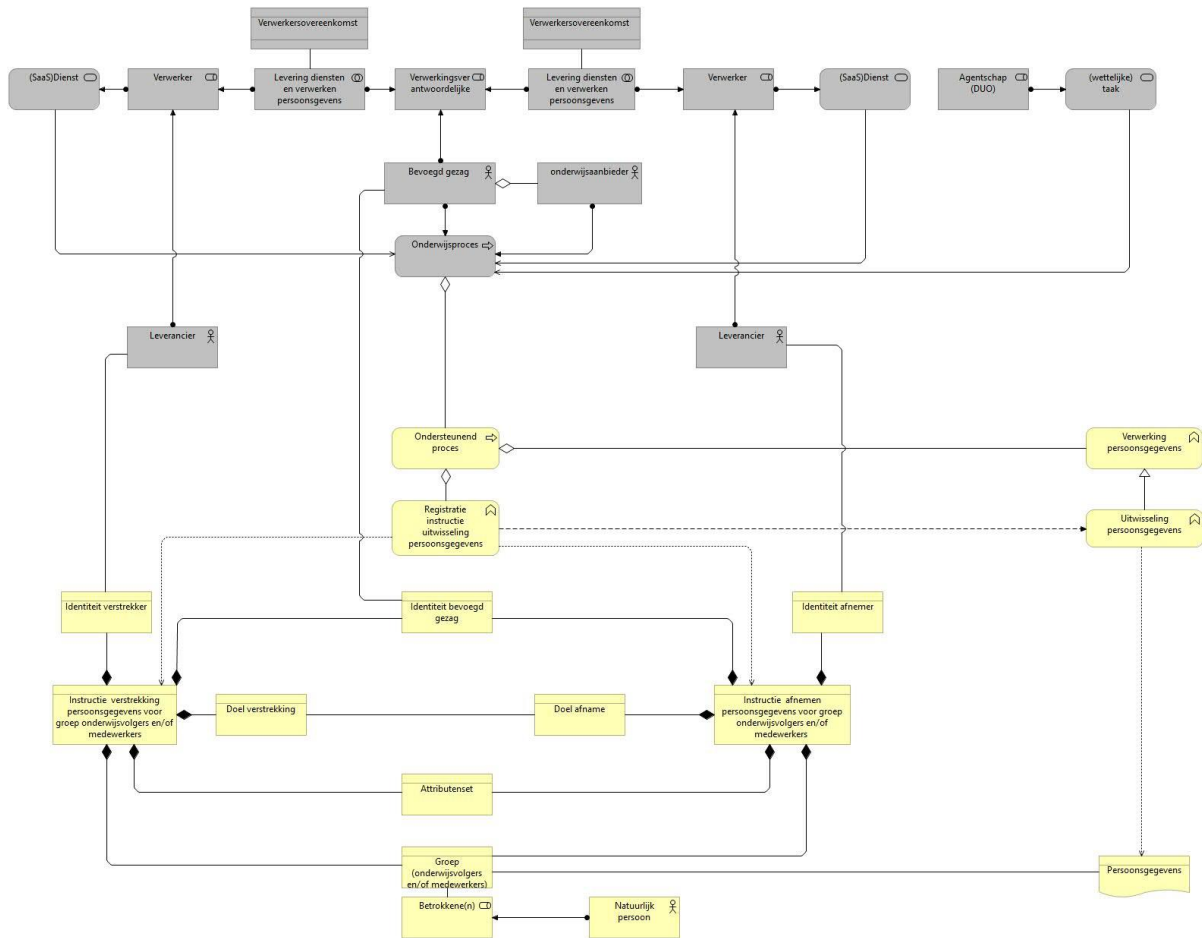 Verwerkersovereenkomst
Verwerkersovereenkomst
(SaaS)Dienst
Verwerker
Levering diensten
en verwerken
persoonsgevens
Verwerkingsver
antwoordelijke
Levering diensten
en verwerken
persoonsgevens
Verwerker
(SaaS)Dienst
Agentschap
(DUO)
(wettelijke)
taak
Bevoegd gezag
onderwijsaanbieder
Onderwijsproces
Leverancier
Leverancier
Ondersteunend
proces
Verwerking
persoonsgegevens
Registratie
instructie
uitwisseling
persoonsgegevens
Uitwisseling
persoonsgegevens
Identiteit verstrekker
Identiteit bevoegd
gezag
Identiteit afnemer
Instructie verstrekking
persoonsgegevens voor
groep onderwijsvolgers en/of
medewerkers
Doel verstrekking
Doel afname
Instructie afnemen
persoonsgegevens voor groep
onderwijsvolgers en/of
medewerkers
Attributenset
Groep
(onderwijsvolgers
en/of medewerkers)
Persoonsgegevens
Betrokkene(n)
Natuurlijk
persoon